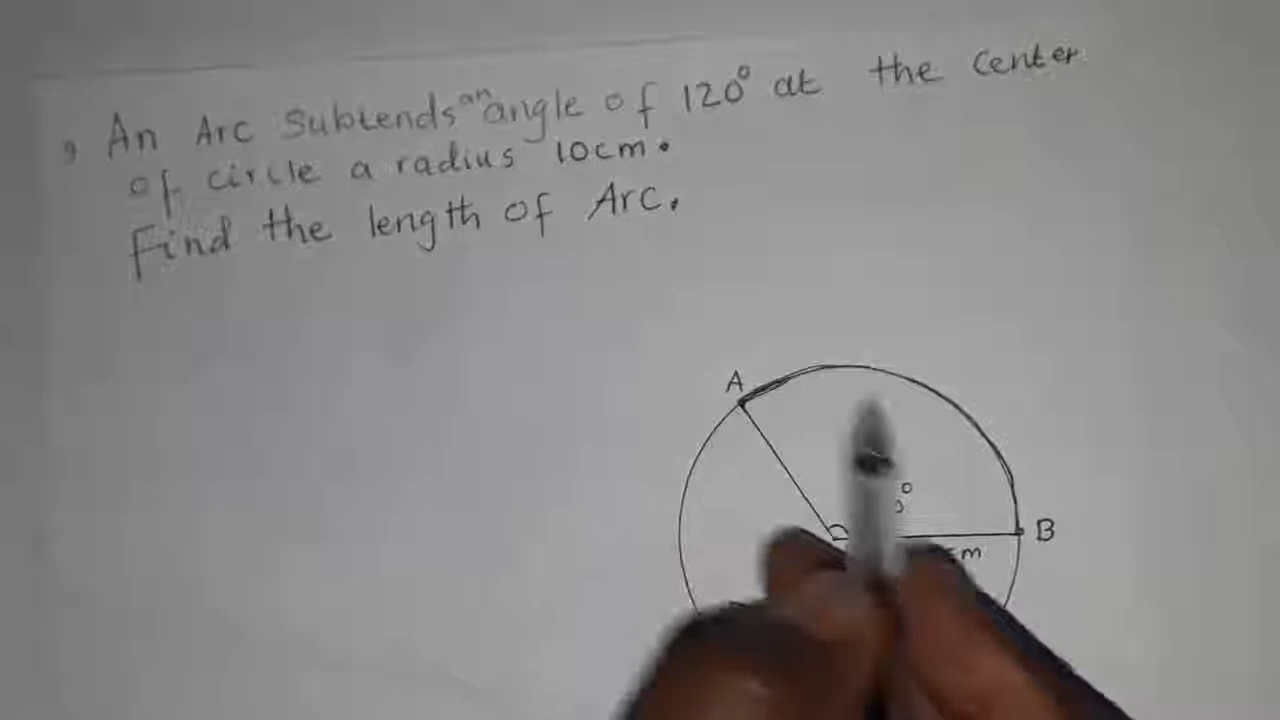 An Arc Subtends an angle of 120° at the Center
of circle a radius 10cm.
Find the length of Arc.
A
B
m